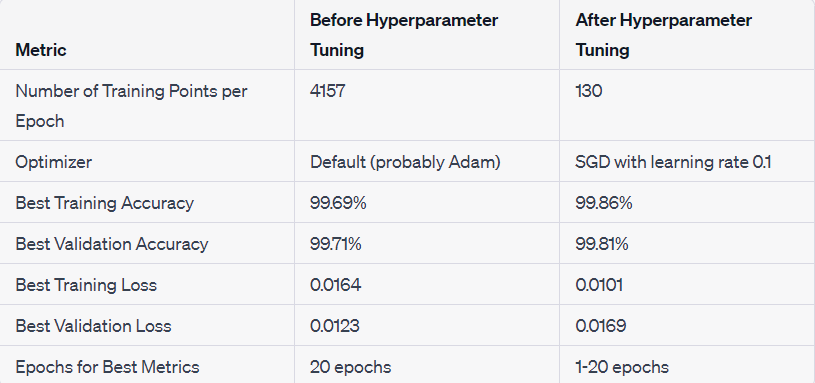 Metric Before Hyperparameter Tuning After Hyperparameter Tuning
Number of Training Points per Epoch 4157 130
Optimizer Default (probably Adam) SGD with learning rate 0.1
Best Training Accuracy 99.69% 99.86%
Best Validation Accuracy 99.71% 99.81%
Best Training Loss 0.0164 0.0101
Best Validation Loss 0.0123 0.0169
Epochs for Best Metrics 20 epochs 1-20 epochs